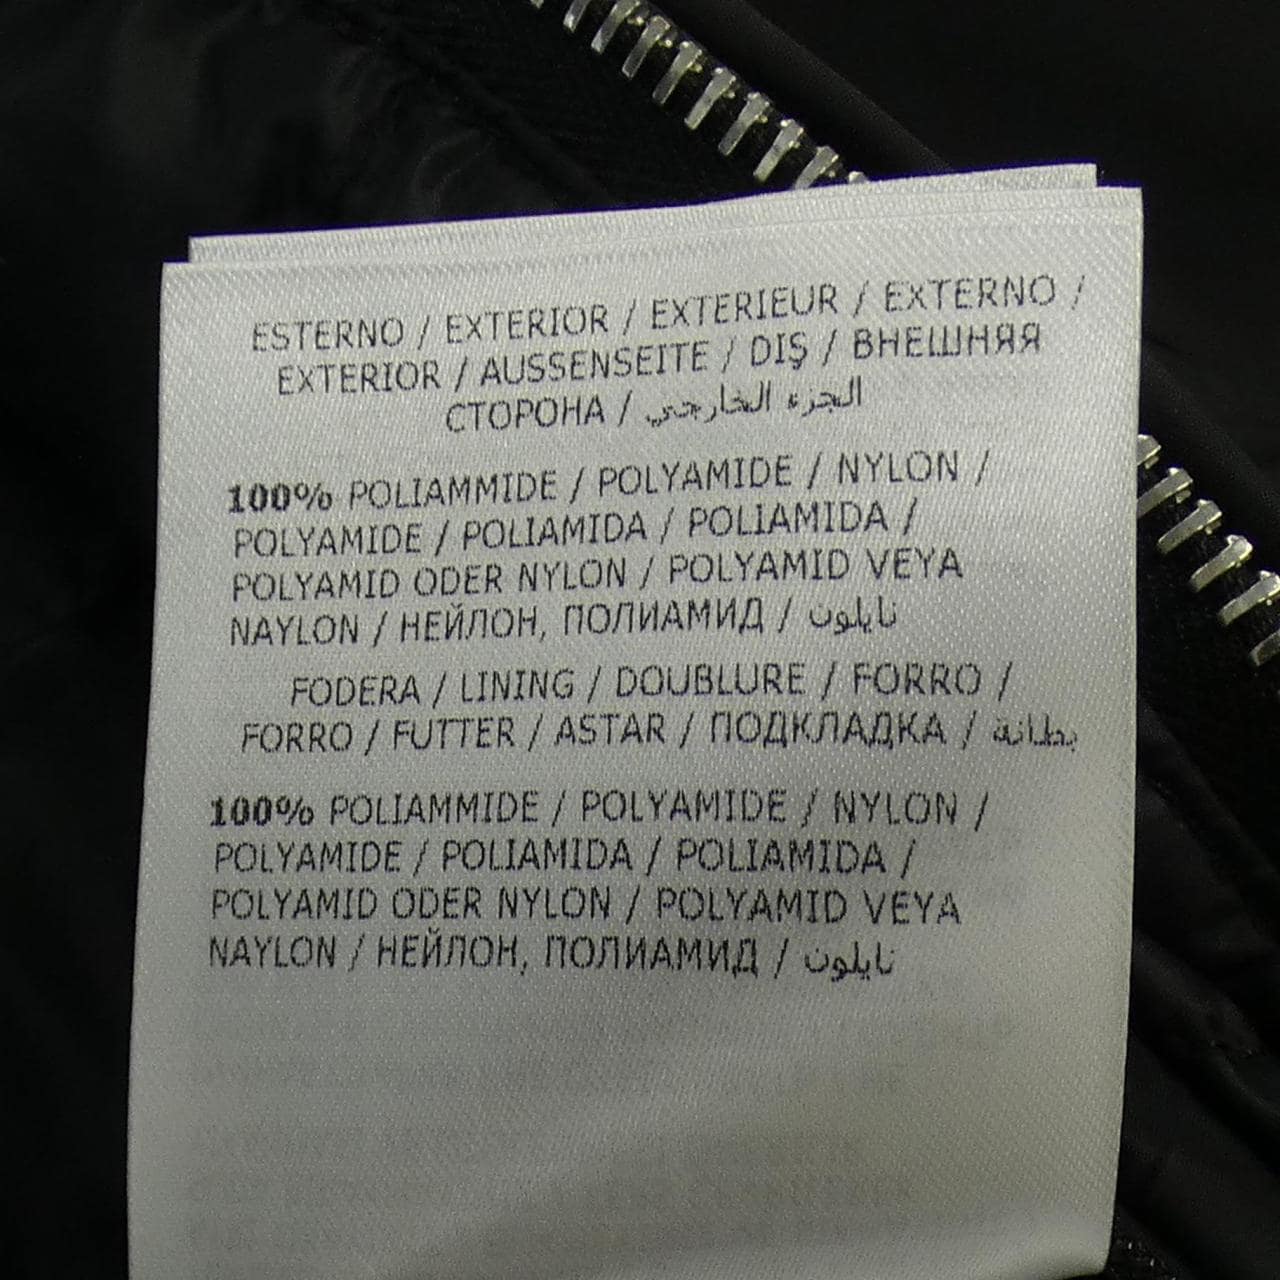 ESTERNO / EXTERIOR / EXTERIEUR / EXTERNO /
EXTERIOR / AUSSENSEITE / DIŞ / ВНЕШНЯЯ
СТОРОНА / الجزء الخارجي
100% POLIAMMIDE / POLYAMIDE / NYLON /
POLYAMIDE / POLIAMIDA / POLIAMIDA /
POLYAMID ODER NYLON / POLYAMID VEYA
NAYLON / НЕЙЛОН, ПОЛИАМИД / نايلون
FODERA / LINING / DOUBLURE / FORRO /
FORRO / FUTTER / ASTAR / ПОДКЛАДКА / بطانة
100% POLIAMMIDE / POLYAMIDE / NYLON /
POLYAMIDE / POLIAMIDA / POLIAMIDA /
POLYAMID ODER NYLON / POLYAMID VEYA
NAYLON / НЕЙЛОН, ПОЛИАМИД / نايلون